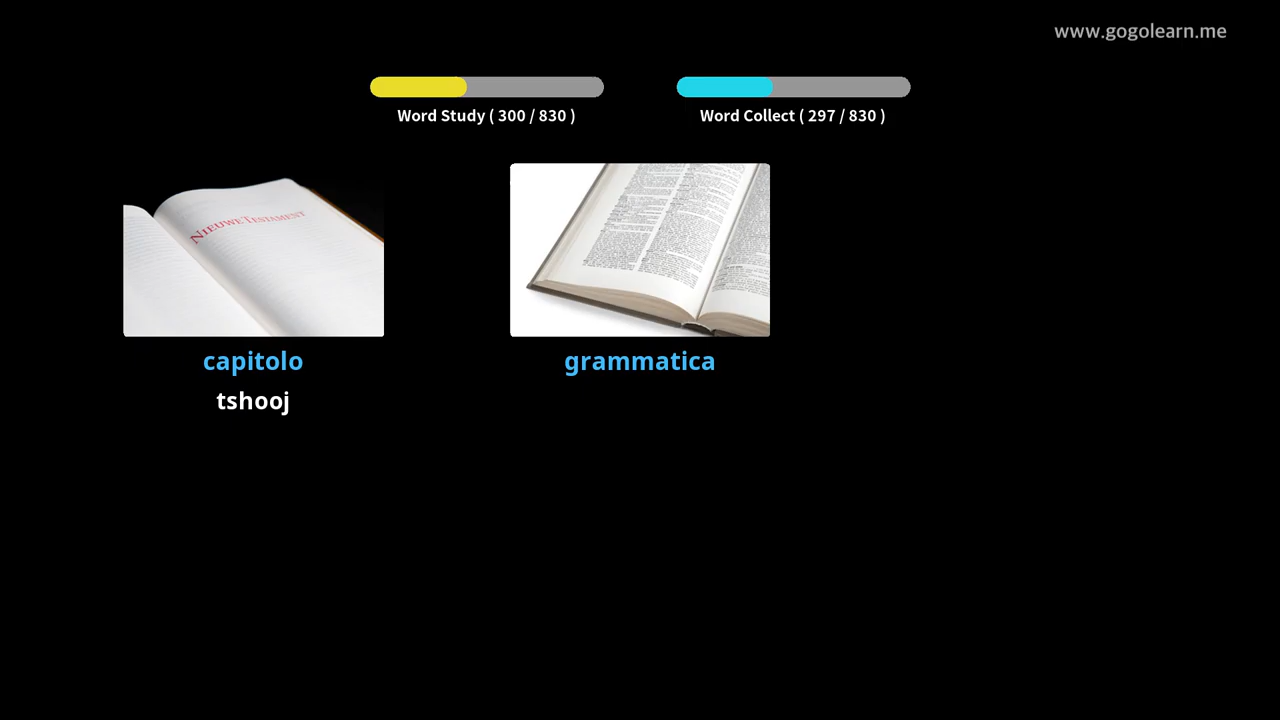 www.gogolearn.me
Word Study ( 300 / 830 )
Word Collect ( 297 / 830 )
NIEUWE TESTAMENT
capitolo
grammatica
tshooj